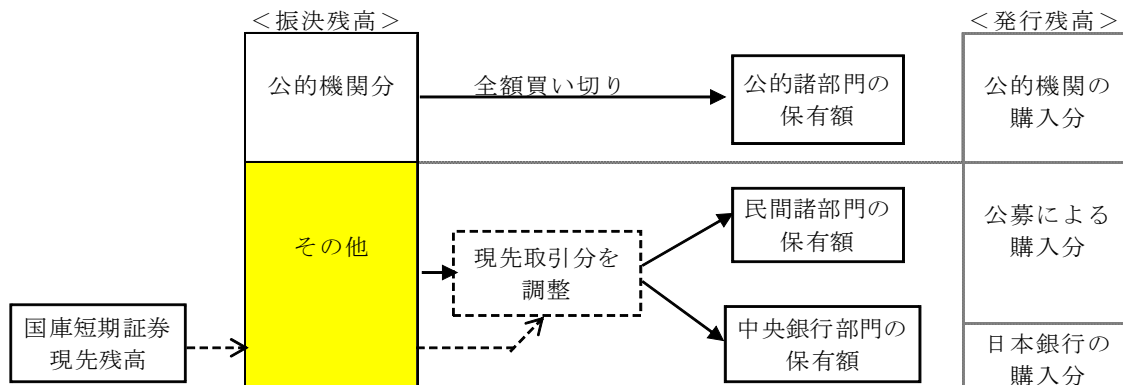 <振決残高>
<発行残高>
公的機関分
全額買い切り
公的諸部門の
保有額
公的機関の
購入分
その他
現先取引分を
調整
民間諸部門の
保有額
公募による
購入分
国庫短期証券
現先残高
中央銀行部門の
保有額
日本銀行の
購入分